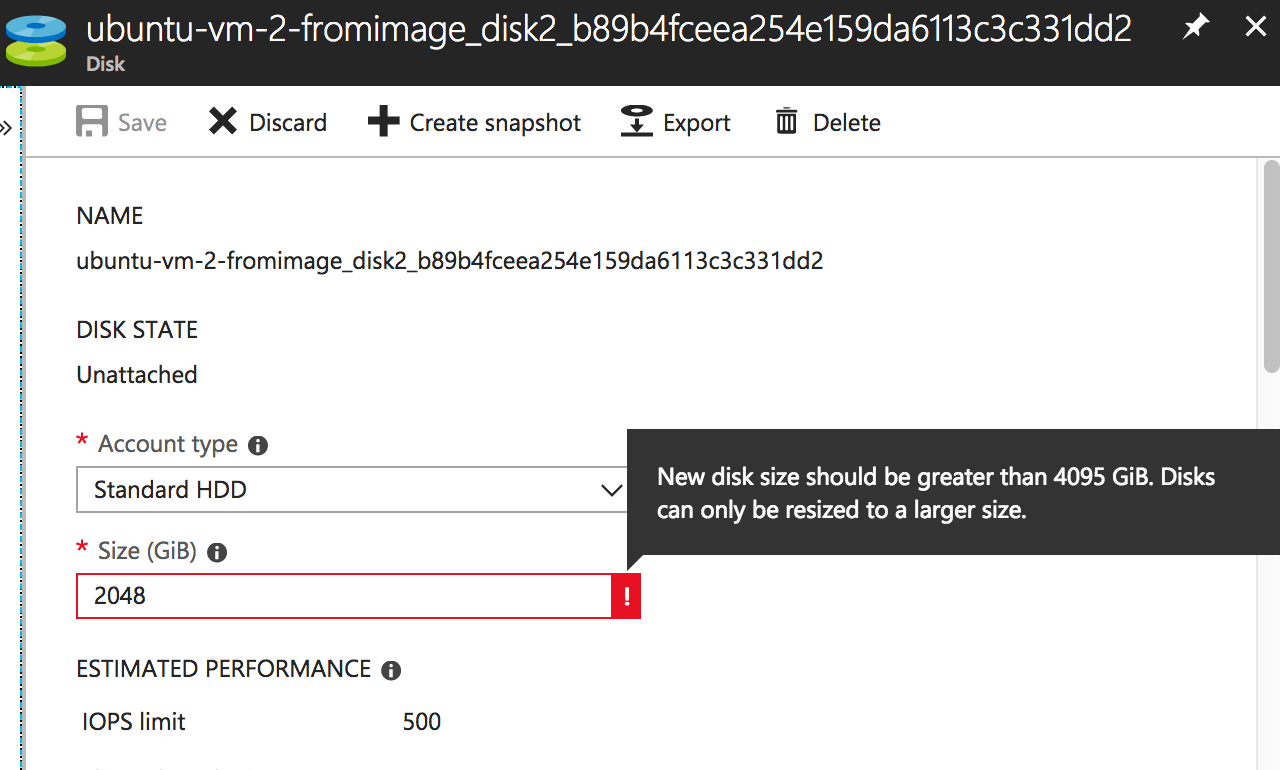 ubuntu-vm-2-fromimage_disk2_b89b4fceea254e159da6113c3c331dd2
Disk
Save Discard Create snapshot Export Delete
NAME
ubuntu-vm-2-fromimage_disk2_b89b4fceea254e159da6113c3c331dd2
DISK STATE
Unattached
* Account type
Standard HDD
New disk size should be greater than 4095 GiB. Disks
can only be resized to a larger size.
* Size (GiB)
2048
ESTIMATED PERFORMANCE
IOPS limit 500